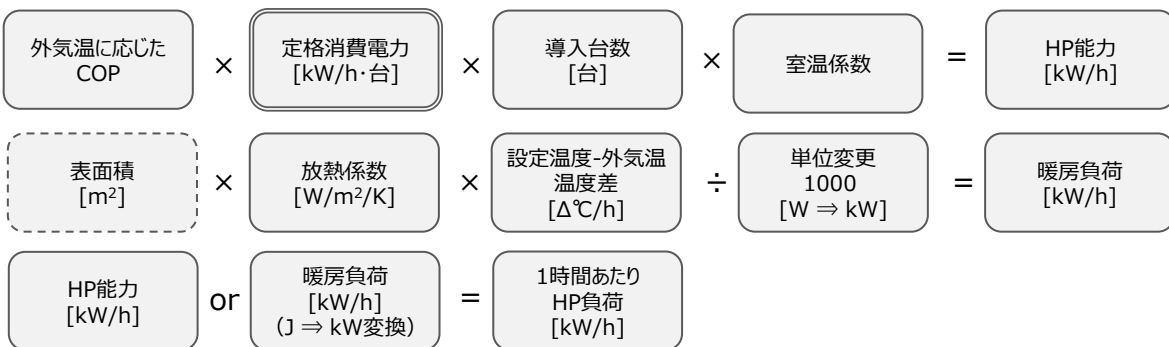 外気温に応じた
COP
×
定格消費電力
[kW/h･台]
×
導入台数
[台]
×
室温係数
=
HP能力
[kW/h]
表面積
[m²]
×
放熱係数
[W/m²/K]
×
設定温度-外気温
温度差
[Δ℃/h]
÷
単位変更
1000
[W ⇒ kW]
=
暖房負荷
[kW/h]
HP能力
[kW/h]
or
暖房負荷
[kW/h]
（J ⇒ kW変換）
=
1時間あたり
HP負荷
[kW/h]